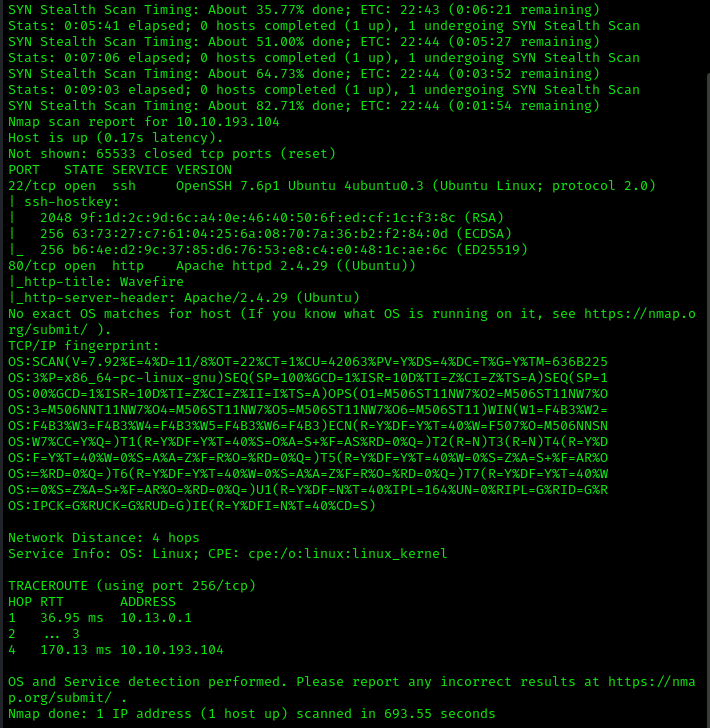 SYN Stealth Scan Timing: About 35.77% done; ETC: 22:43 (0:06:21 remaining)
Stats: 0:05:41 elapsed; 0 hosts completed (1 up), 1 undergoing SYN Stealth Scan
SYN Stealth Scan Timing: About 51.00% done; ETC: 22:44 (0:05:27 remaining)
Stats: 0:07:06 elapsed; 0 hosts completed (1 up), 1 undergoing SYN Stealth Scan
SYN Stealth Scan Timing: About 64.73% done; ETC: 22:44 (0:03:52 remaining)
Stats: 0:09:03 elapsed; 0 hosts completed (1 up), 1 undergoing SYN Stealth Scan
SYN Stealth Scan Timing: About 82.71% done; ETC: 22:44 (0:01:54 remaining)
Nmap scan report for 10.10.193.104
Host is up (0.17s latency).
Not shown: 65533 closed tcp ports (reset)
PORT   STATE SERVICE VERSION
22/tcp open  ssh     OpenSSH 7.6p1 Ubuntu 4ubuntu0.3 (Ubuntu Linux; protocol 2.0)
| ssh-hostkey:
|   2048 9f:1d:2c:9d:6c:a4:0e:46:40:50:6f:ed:cf:1c:f3:8c (RSA)
|   256 63:73:27:c7:61:04:25:6a:08:70:7a:36:b2:f2:84:0d (ECDSA)
|_  256 b6:4e:d2:9c:37:85:d6:76:53:e8:c4:e0:48:1c:ae:6c (ED25519)
80/tcp open  http    Apache httpd 2.4.29 ((Ubuntu))
|_http-title: Wavefire
|_http-server-header: Apache/2.4.29 (Ubuntu)
No exact OS matches for host (If you know what OS is running on it, see https://nmap.o
rg/submit/ ).
TCP/IP fingerprint:
OS:SCAN(V=7.92%E=4%D=11/8%OT=22%CT=1%CU=42063%PV=Y%DS=4%DC=T%G=Y%TM=636B225
OS:3%P=x86_64-pc-linux-gnu)SEQ(SP=100%GCD=1%ISR=10D%TI=Z%CI=Z%TS=A)SEQ(SP=1
OS:00%GCD=1%ISR=10D%TI=Z%CI=Z%II=I%TS=A)OPS(O1=M506ST11NW7%O2=M506ST11NW7%O
OS:3=M506NNT11NW7%O4=M506ST11NW7%O5=M506ST11NW7%O6=M506ST11)WIN(W1=F4B3%W2=
OS:F4B3%W3=F4B3%W4=F4B3%W5=F4B3%W6=F4B3)ECN(R=Y%DF=Y%T=40%W=F507%O=M506NNSN
OS:W7%CC=Y%Q=)T1(R=Y%DF=Y%T=40%S=O%A=S+%F=AS%RD=0%Q=)T2(R=N)T3(R=N)T4(R=Y%D
OS:F=Y%T=40%W=0%S=A%A=Z%F=R%O=%RD=0%Q=)T5(R=Y%DF=Y%T=40%W=0%S=Z%A=S+%F=AR%O
OS:=%RD=0%Q=)T6(R=Y%DF=Y%T=40%W=0%S=A%A=Z%F=R%O=%RD=0%Q=)T7(R=Y%DF=Y%T=40%W
OS:=0%S=Z%A=S+%F=AR%O=%RD=0%Q=)U1(R=Y%DF=N%T=40%IPL=164%UN=0%RIPL=G%RID=G%R
OS:IPCK=G%RUCK=G%RUD=G)IE(R=Y%DFI=N%T=40%CD=S)
Network Distance: 4 hops
Service Info: OS: Linux; CPE: cpe:/o:linux:linux_kernel
TRACEROUTE (using port 256/tcp)
HOP RTT       ADDRESS
1   36.95 ms  10.13.0.1
2   ... 3
4   170.13 ms 10.10.193.104
OS and Service detection performed. Please report any incorrect results at https://nma
p.org/submit/ .
Nmap done: 1 IP address (1 host up) scanned in 693.55 seconds